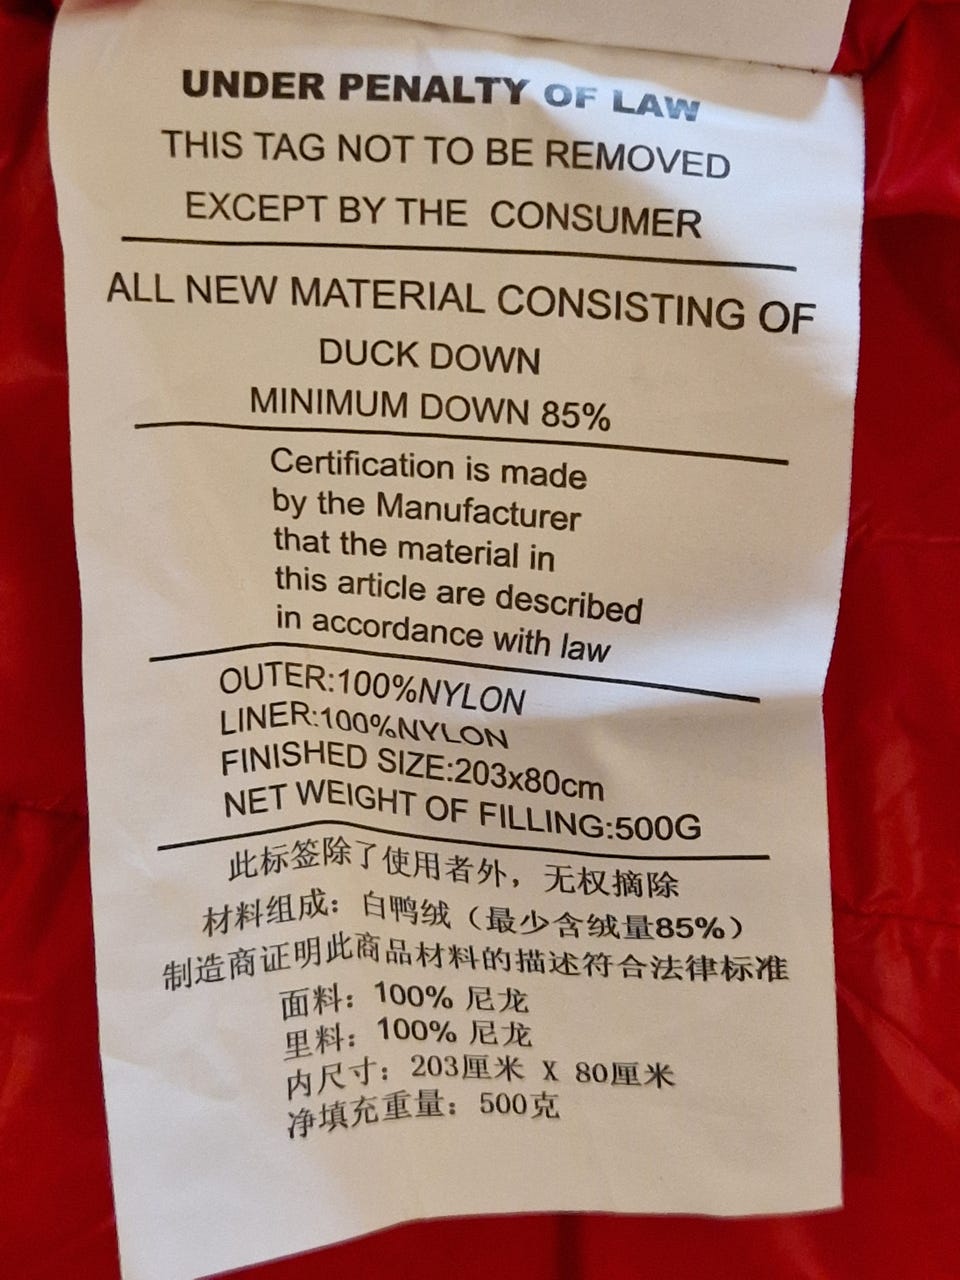 UNDER PENALTY OF LAW
THIS TAG NOT TO BE REMOVED
EXCEPT BY THE CONSUMER
ALL NEW MATERIAL CONSISTING OF
DUCK DOWN
MINIMUM DOWN 85%
Certification is made
by the Manufacturer
that the material in
this article are described
in accordance with law
OUTER:100%NYLON
LINER:100%NYLON
FINISHED SIZE:203x80cm
NET WEIGHT OF FILLING:500G
此标签除了使用者外，无权摘除
材料组成：白鸭绒（最少含绒量85%）
制造商证明此商品材料的描述符合法律标准
面料：100% 尼龙
里料：100% 尼龙
内尺寸：203厘米 X 80厘米
净填充重量：500克